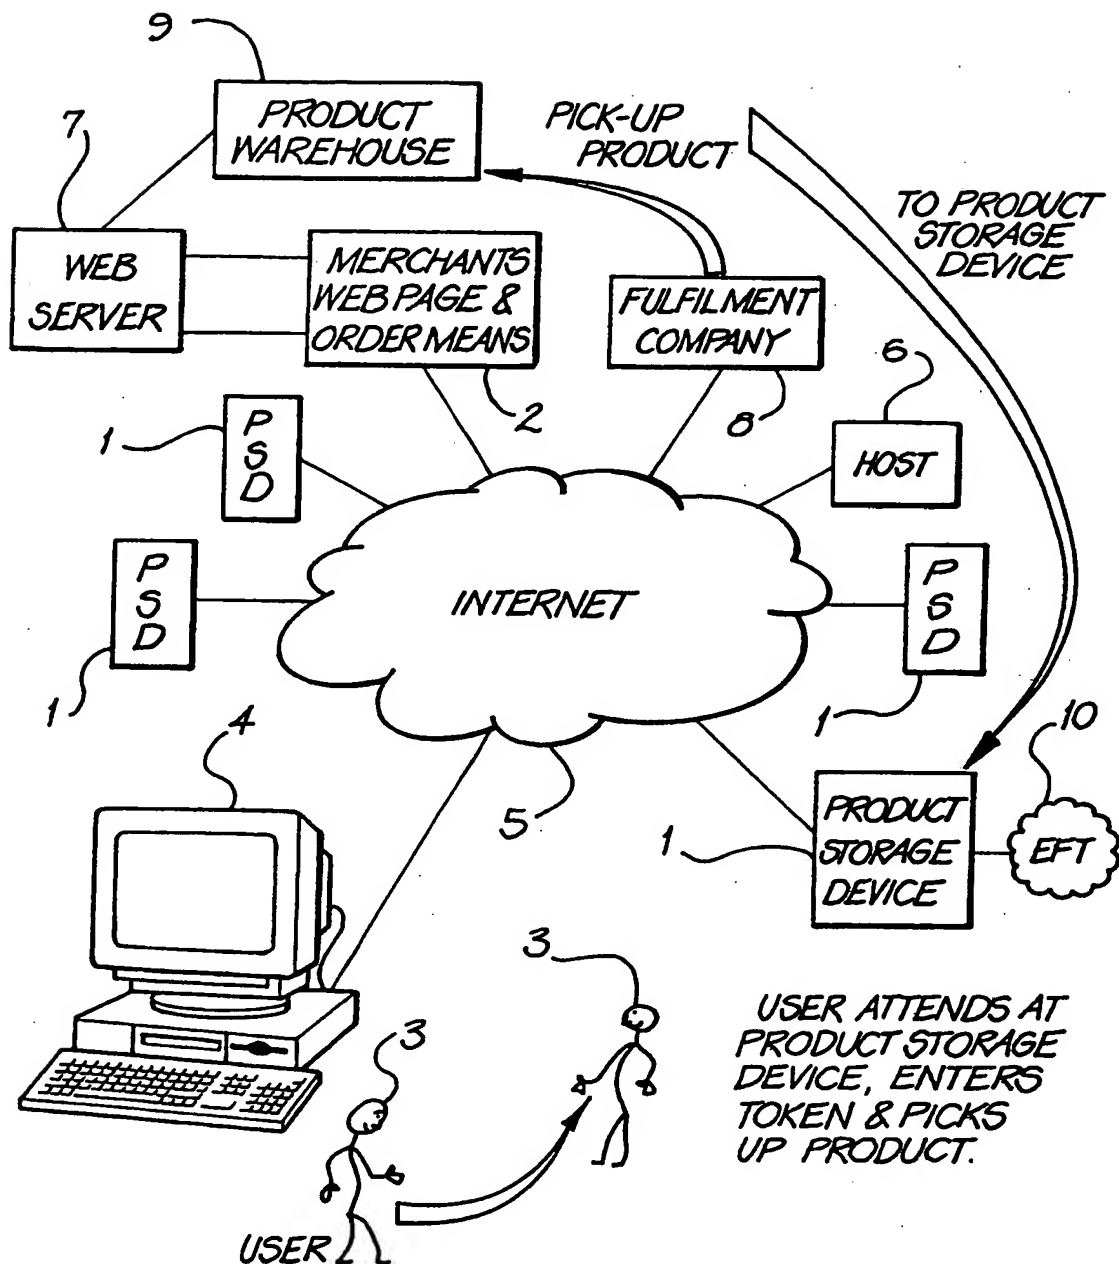 9
PRODUCT
WAREHOUSE
PICK-UP
PRODUCT
7
TO PRODUCT
STORAGE
DEVICE
WEB
SERVER
MERCHANTS
WEB PAGE &
ORDER MEANS
FULFILMENT
COMPANY
6
2
8
HOST
1
P
S
D
P
S
D
1
INTERNET
P
S
D
1
4
5
10
PRODUCT
STORAGE
DEVICE
1
EFT
3
3
USER ATTENDS AT
PRODUCT STORAGE
DEVICE, ENTERS
TOKEN & PICKS
UP PRODUCT.
USER